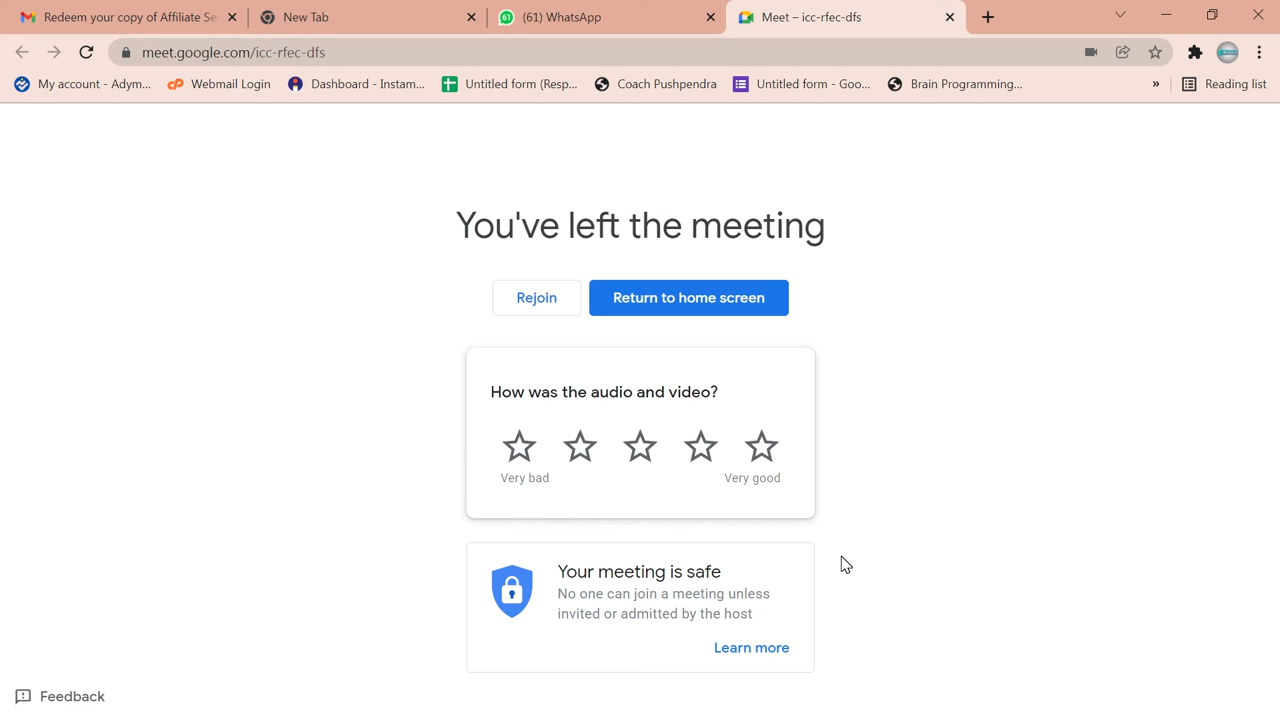 Redeem your copy of Affiliate Se
New Tab
(61) WhatsApp
Meet – icc-rfec-dfs
meet.google.com/icc-rfec-dfs
My account - Adym...
Webmail Login
Dashboard - Instam...
Untitled form (Resp...
Coach Pushpendra
Untitled form - Goo...
Brain Programming...
»
Reading list
You've left the meeting
Rejoin
Return to home screen
How was the audio and video?
Very bad
Very good
Your meeting is safe
No one can join a meeting unless
invited or admitted by the host
Learn more
Feedback